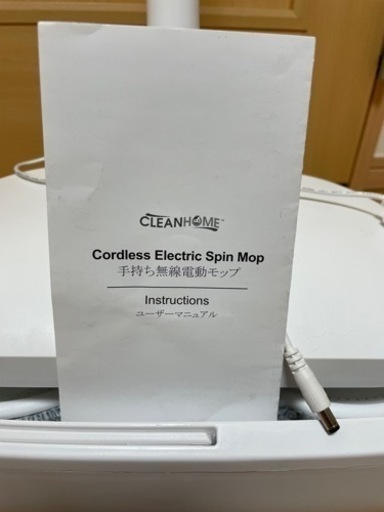 CLEANHOME™
Cordless Electric Spin Mop
手持ち無線電動モップ
Instructions
ユーザーマニュアル